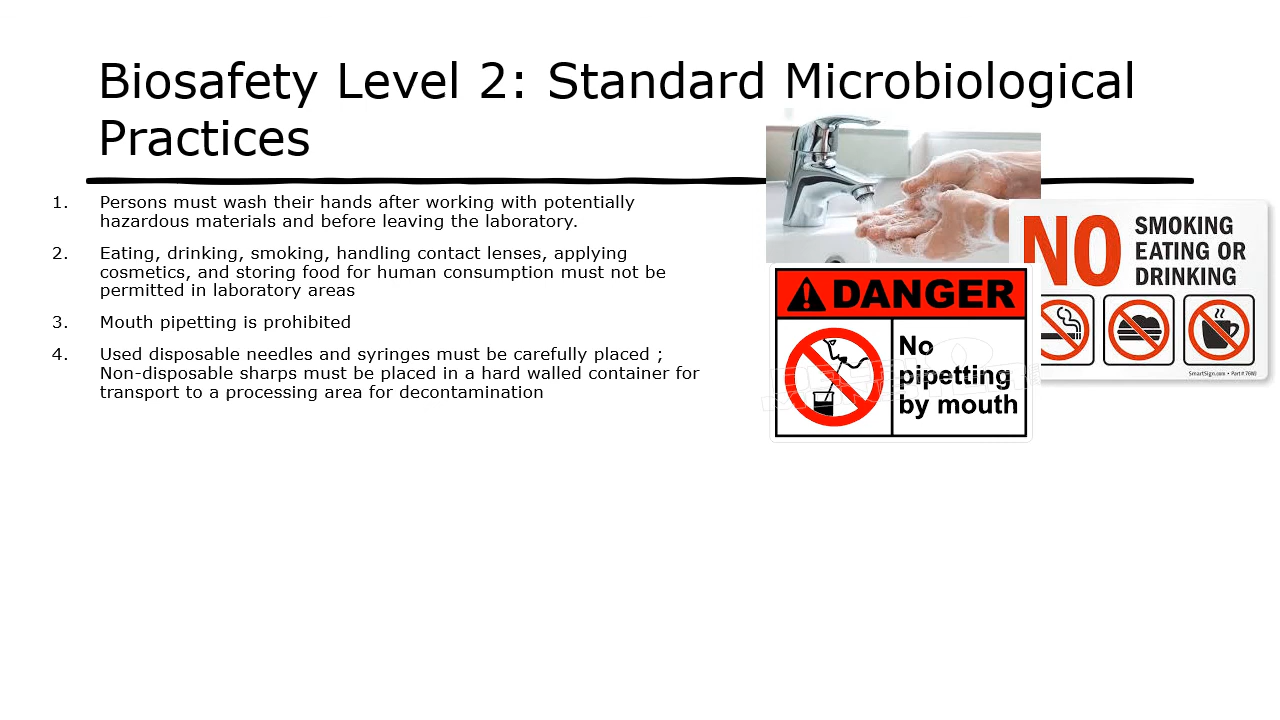 Biosafety Level 2: Standard Microbiological
Practices
1. Persons must wash their hands after working with potentially
hazardous materials and before leaving the laboratory.
2. Eating, drinking, smoking, handling contact lenses, applying
cosmetics, and storing food for human consumption must not be
permitted in laboratory areas
3. Mouth pipetting is prohibited
4. Used disposable needles and syringes must be carefully placed ;
Non-disposable sharps must be placed in a hard walled container for
transport to a processing area for decontamination
NO
SMOKING
EATING OR
DRINKING
SmartSign.com • Part#
DANGER
No
pipetting
by mouth